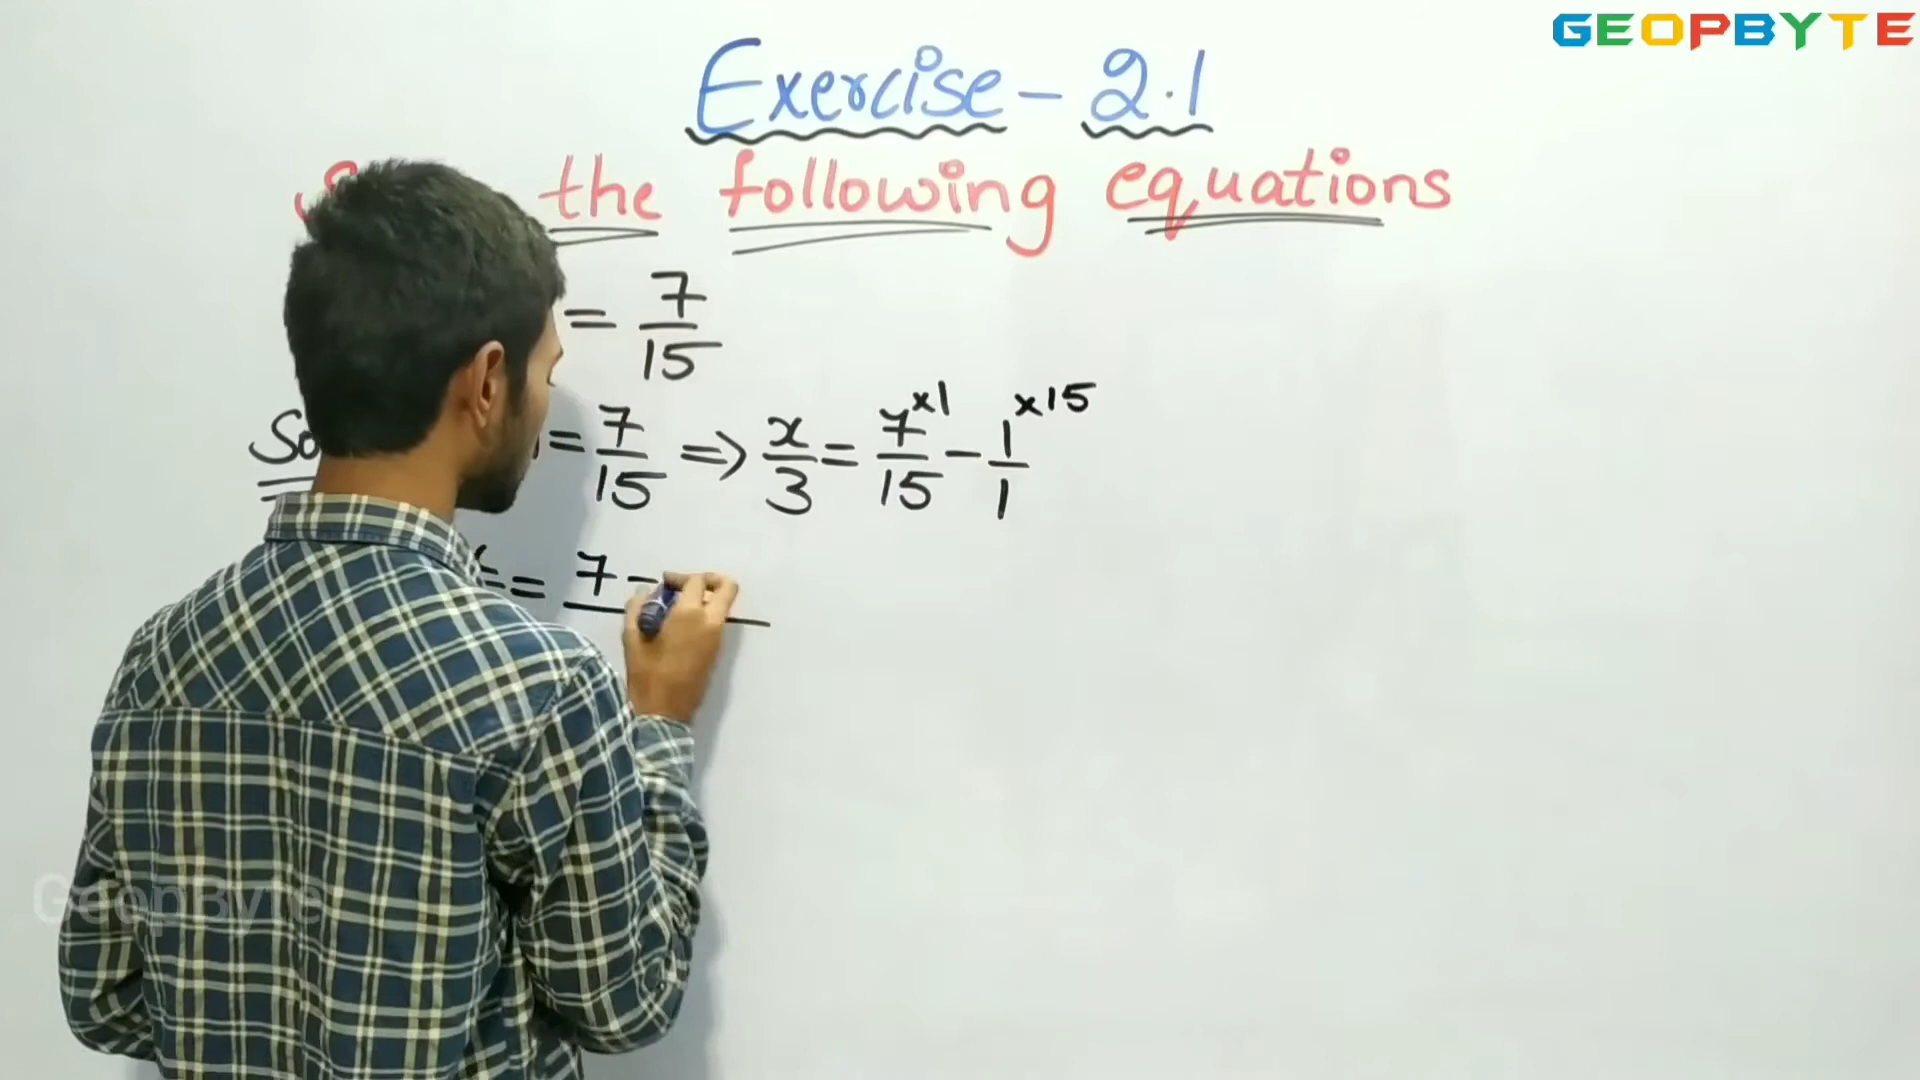 GEOPBYTE
Exercise - 2.1
the following equations
= 7/15
= 7/15 ⇒ x/3 = 7×1/15 - 1×15/1
= 7 -
GeopByte